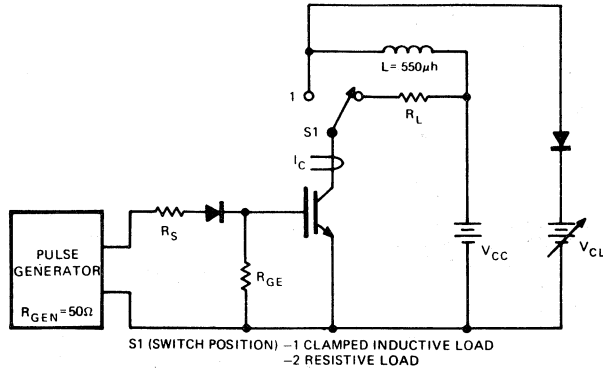 L= 550µh
1
R_L
S1
I_C
R_S
PULSE
GENERATOR
R_GEN =50Ω
R_GE
V_CC
V_CL
S1 (SWITCH POSITION) –1 CLAMPED INDUCTIVE LOAD
–2 RESISTIVE LOAD